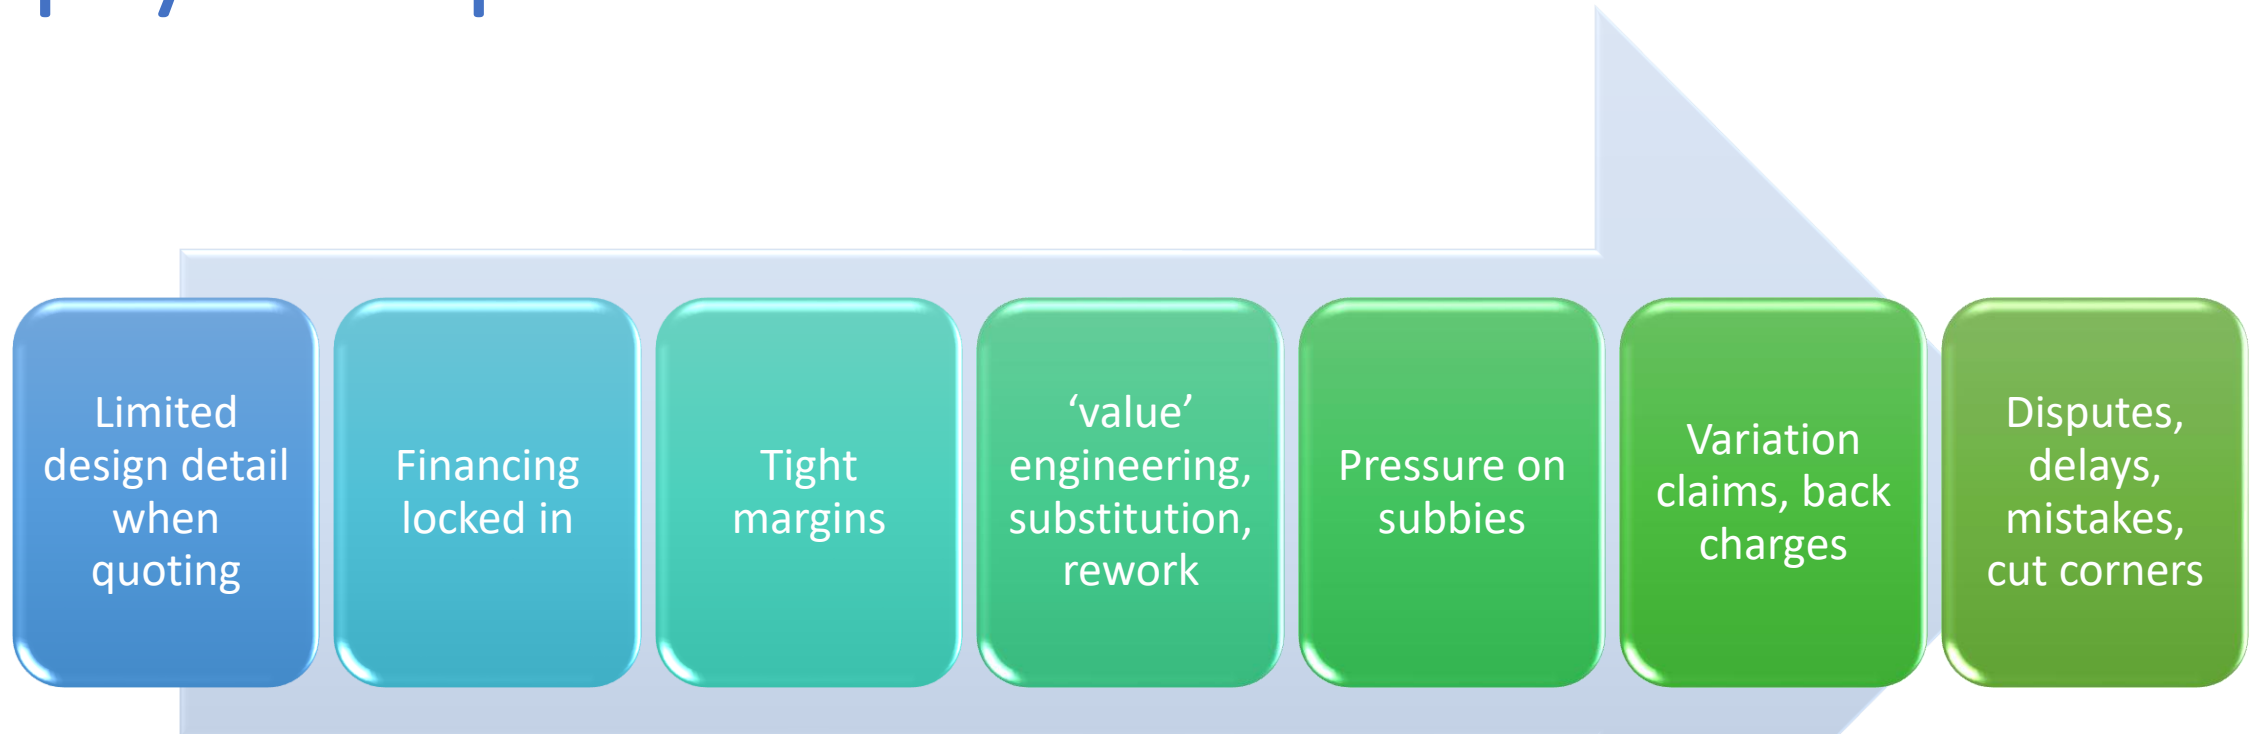 Limited
design detail
when
quoting
Financing
locked in
Tight
margins
‘value’
engineering,
substitution,
rework
Pressure on
subbies
Variation
claims, back
charges
Disputes,
delays,
mistakes,
cut corners